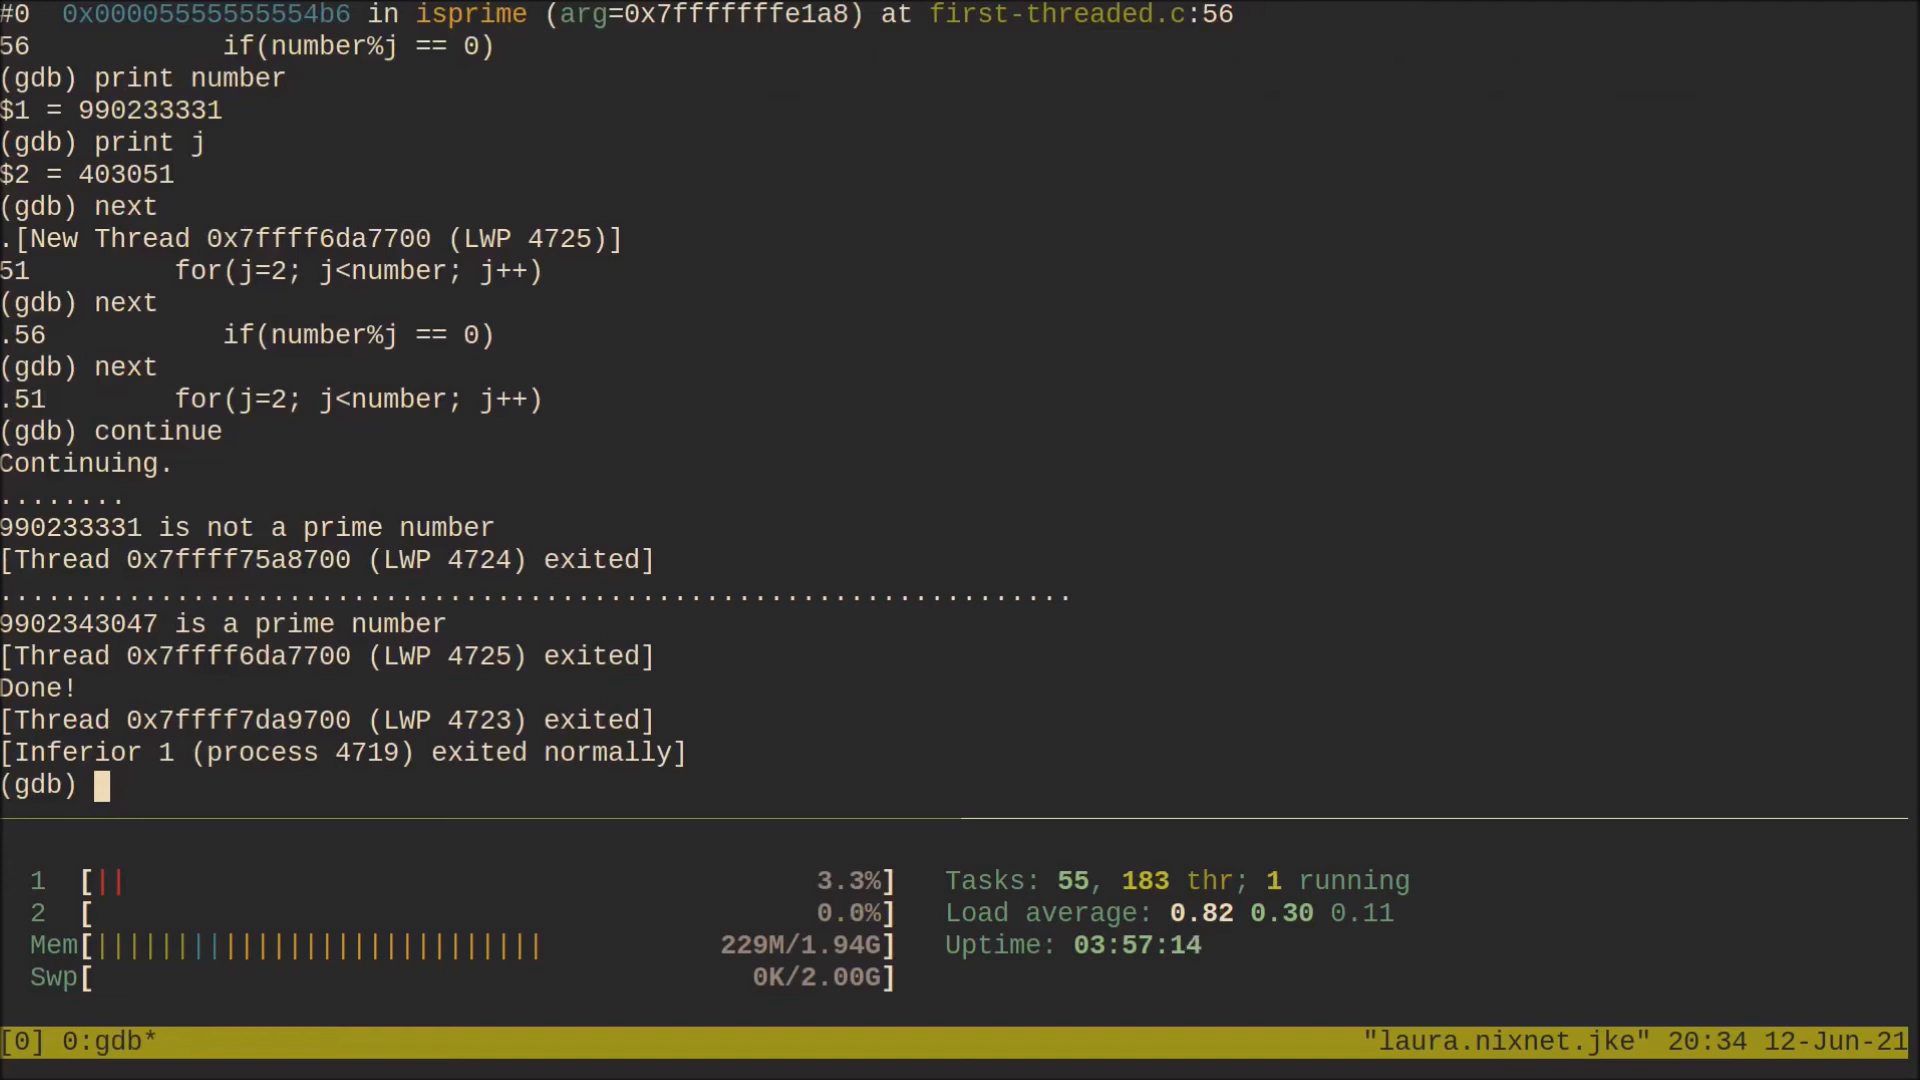 #0  0x00005555555554b6 in isprime (arg=0x7fffffffe1a8) at first-threaded.c:56
56            if(number%j == 0)
(gdb) print number
$1 = 990233331
(gdb) print j
$2 = 403051
(gdb) next
.[New Thread 0x7ffff6da7700 (LWP 4725)]
51         for(j=2; j<number; j++)
(gdb) next
.56           if(number%j == 0)
(gdb) next
.51        for(j=2; j<number; j++)
(gdb) continue
Continuing.
........
990233331 is not a prime number
[Thread 0x7ffff75a8700 (LWP 4724) exited]
...................................................................
9902343047 is a prime number
[Thread 0x7ffff6da7700 (LWP 4725) exited]
Done!
[Thread 0x7ffff7da9700 (LWP 4723) exited]
[Inferior 1 (process 4719) exited normally]
(gdb)
1  [||                                            3.3%]   Tasks: 55, 183 thr; 1 running
2  [                                              0.0%]   Load average: 0.82 0.30 0.11
Mem[||||||||||||||||||||||||||||           229M/1.94G]   Uptime: 03:57:14
Swp[                                         0K/2.00G]
[0] 0:gdb*                    "laura.nixnet.jke" 20:34 12-Jun-21